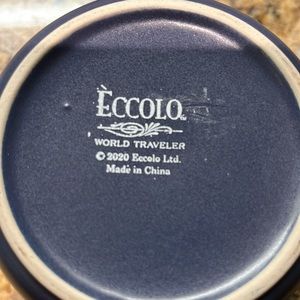 ÈCCOLO
WORLD TRAVELER
© 2020 Eccolo Ltd.
Made in China